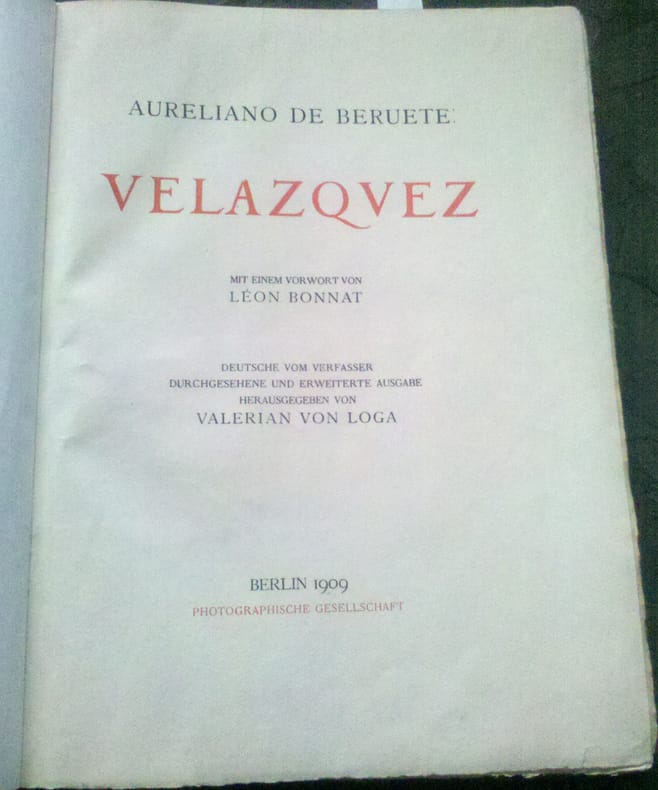 AURELIANO DE BERUETE
VELAZQVEZ
MIT EINEM VORWORT VON
LÉON BONNAT
DEUTSCHE VOM VERFASSER
DURCHGESEHENE UND ERWEITERTE AUSGABE
HERAUSGEGEBEN VON
VALERIAN VON LOGA
BERLIN 1909
PHOTOGRAPHISCHE GESELLSCHAFT